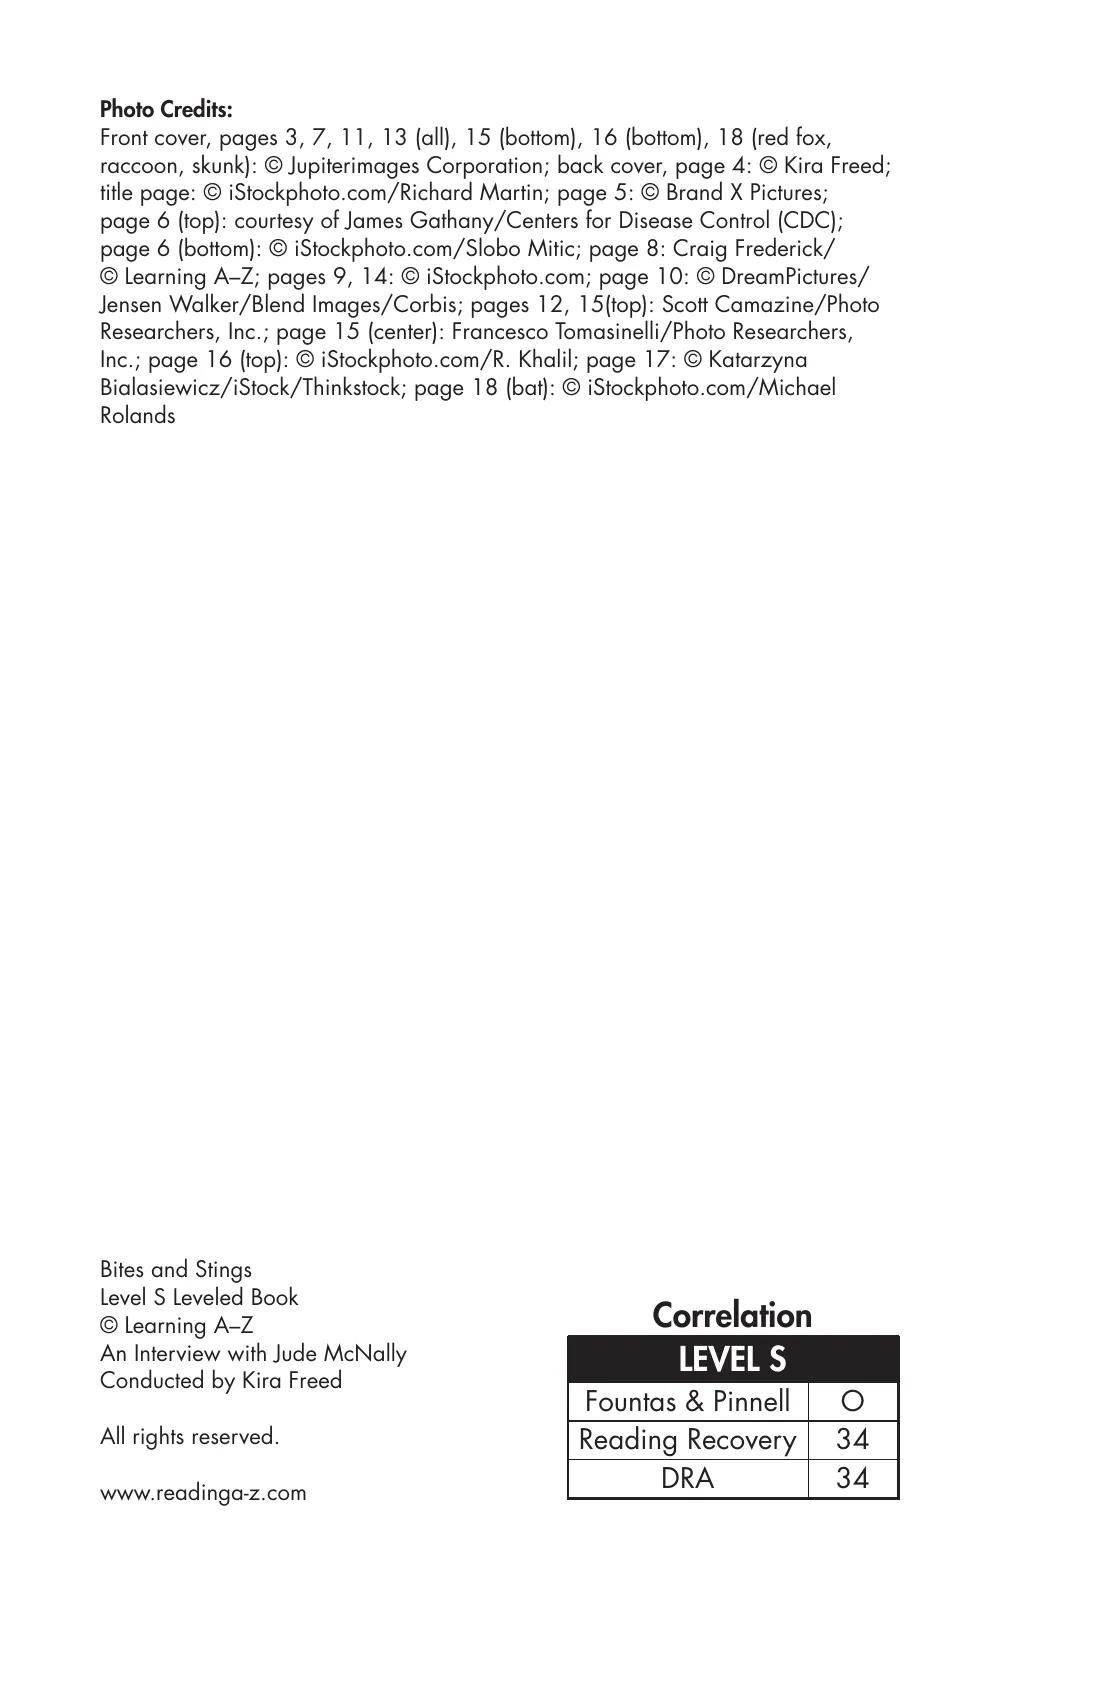 Photo Credits:
Front cover, pages 3, 7, 11, 13 (all), 15 (bottom), 16 (bottom), 18 (red fox,
raccoon, skunk): © Jupiterimages Corporation; back cover, page 4: © Kira Freed;
title page: © iStockphoto.com/Richard Martin; page 5: © Brand X Pictures;
page 6 (top): courtesy of James Gathany/Centers for Disease Control (CDC);
page 6 (bottom): © iStockphoto.com/Slobo Mitic; page 8: Craig Frederick/
© Learning A–Z; pages 9, 14: © iStockphoto.com; page 10: © DreamPictures/
Jensen Walker/Blend Images/Corbis; pages 12, 15(top): Scott Camazine/Photo
Researchers, Inc.; page 15 (center): Francesco Tomasinelli/Photo Researchers,
Inc.; page 16 (top): © iStockphoto.com/R. Khalil; page 17: © Katarzyna
Bialasiewicz/iStock/Thinkstock; page 18 (bat): © iStockphoto.com/Michael
Rolands
Bites and Stings
Level S Leveled Book
© Learning A–Z
An Interview with Jude McNally
Conducted by Kira Freed
All rights reserved.
www.readinga-z.com
Correlation
LEVEL S
Fountas & Pinnell O
Reading Recovery 34
DRA 34